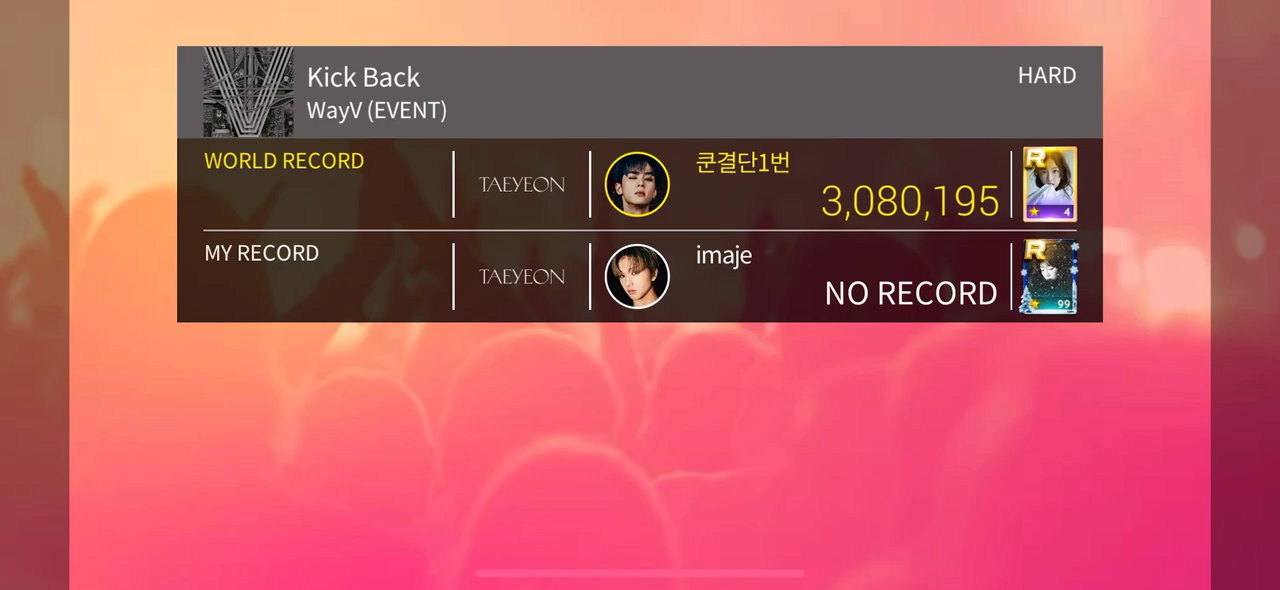 Kick Back
WayV (EVENT)
HARD
WORLD RECORD
TAEYEON
쿤결단1번
3,080,195
R
4
MY RECORD
TAEYEON
imaje
NO RECORD
R
99